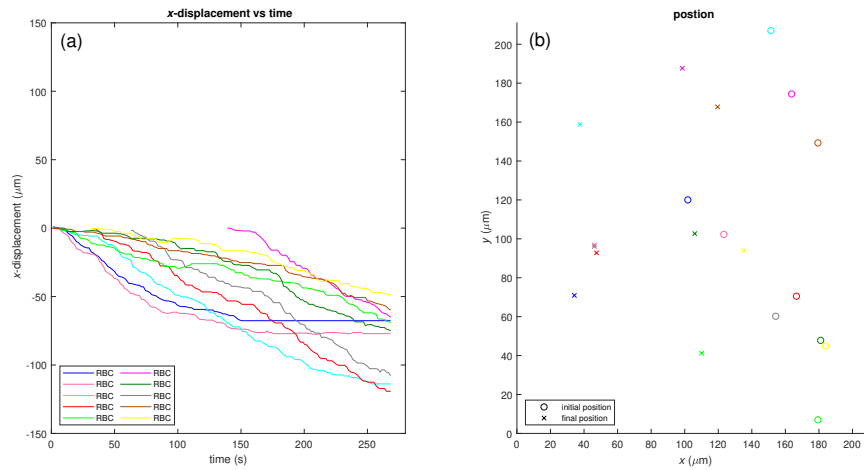 x-displacement vs time
(a)
x-displacement (μm)
150
100
50
0
-50
-100
-150
0 50 100 150 200 250
time (s)
RBC RBC
RBC RBC
RBC RBC
RBC RBC
RBC RBC
postion
(b)
y (μm)
200
180
160
140
120
100
80
60
40
20
0
0 20 40 60 80 100 120 140 160 180 200
x (μm)
initial position
final position